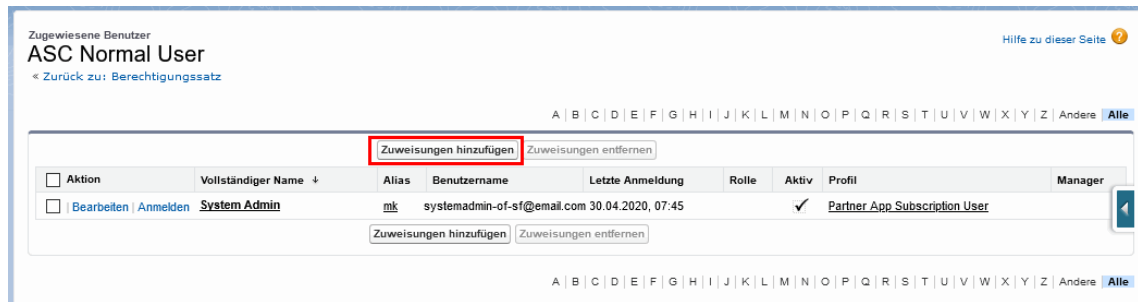 Zugewiesene Benutzer
ASC Normal User
« Zurück zu: Berechtigungssatz
Hilfe zu dieser Seite ?
A | B | C | D | E | F | G | H | I | J | K | L | M | N | O | P | Q | R | S | T | U | V | W | X | Y | Z | Andere Alle
Zuweisungen hinzufügen Zuweisungen entfernen
Aktion Vollständiger Name ↓ Alias Benutzername Letzte Anmeldung Rolle Aktiv Profil Manager
| Bearbeiten | Anmelden System Admin mk systemadmin-of-sf@email.com 30.04.2020, 07:45 ✓ Partner App Subscription User
Zuweisungen hinzufügen Zuweisungen entfernen
A | B | C | D | E | F | G | H | I | J | K | L | M | N | O | P | Q | R | S | T | U | V | W | X | Y | Z | Andere Alle